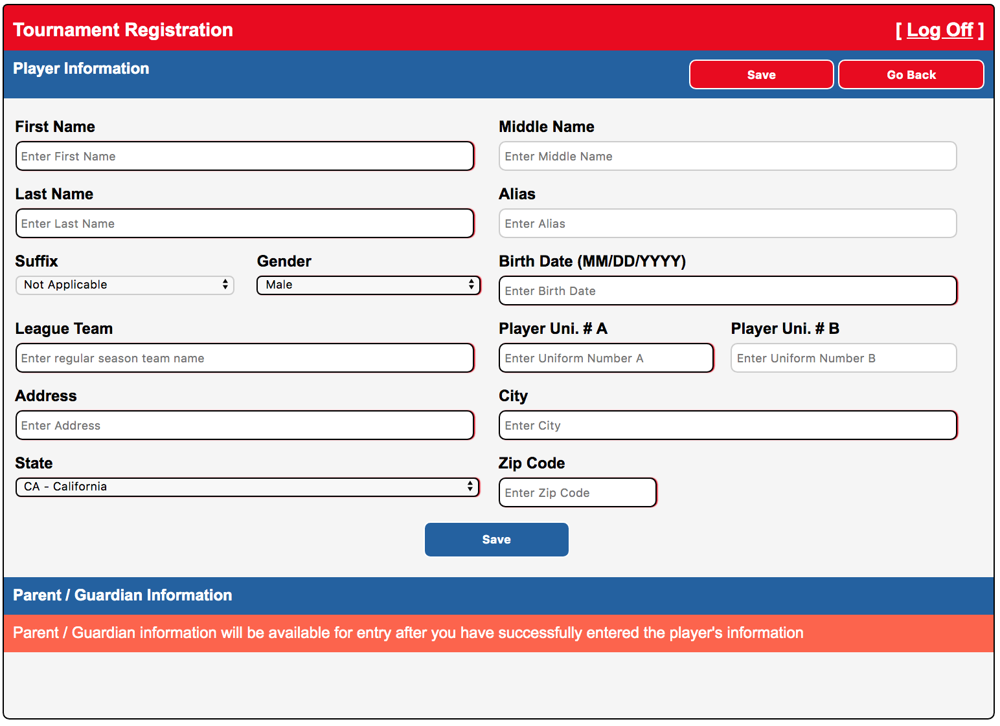 Tournament Registration [ Log Off ]
Player Information Save Go Back
First Name Middle Name
Enter First Name Enter Middle Name
Last Name Alias
Enter Last Name Enter Alias
Suffix Gender Birth Date (MM/DD/YYYY)
Not Applicable Male Enter Birth Date
League Team Player Uni. # A Player Uni. # B
Enter regular season team name Enter Uniform Number A Enter Uniform Number B
Address City
Enter Address Enter City
State Zip Code
CA - California Enter Zip Code
Save
Parent / Guardian Information
Parent / Guardian information will be available for entry after you have successfully entered the player's information